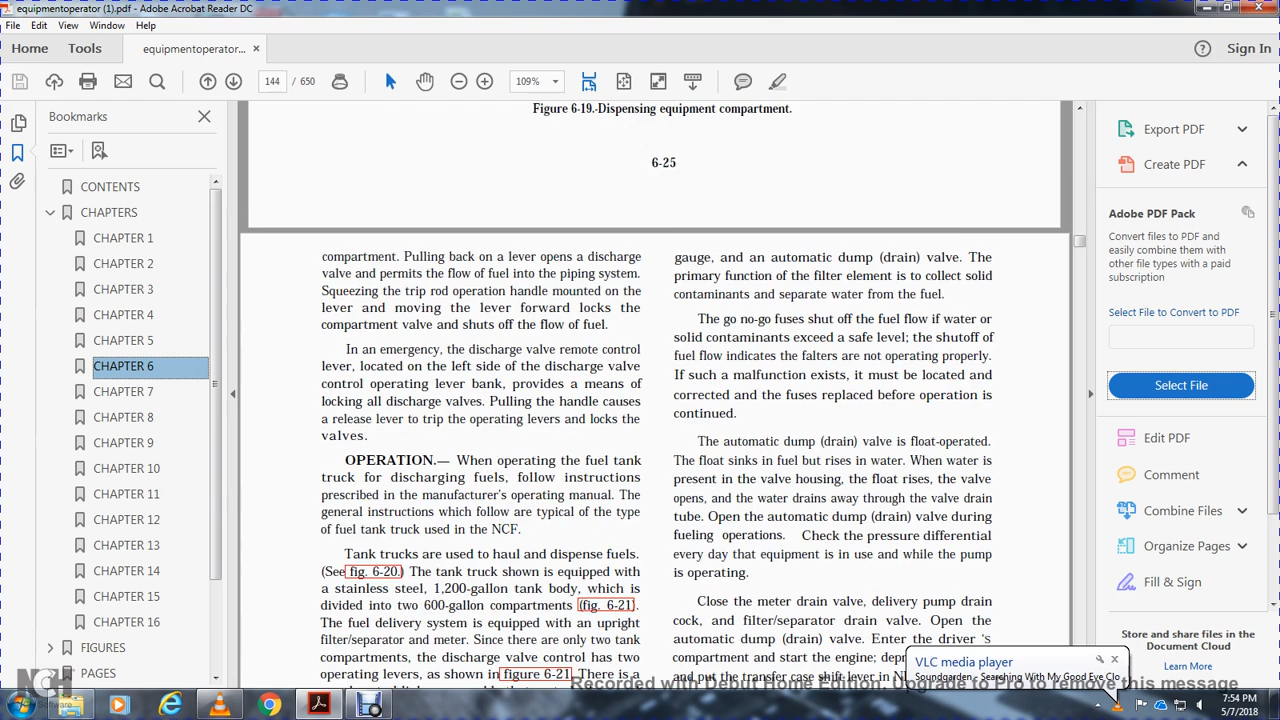 equipmentoperator (1).pdf - Adobe Acrobat Reader DC
File Edit View Window Help
Home Tools equipmentoperator... × ? Sign In
144 / 650 109%
Bookmarks
CONTENTS
CHAPTERS
CHAPTER 1
CHAPTER 2
CHAPTER 3
CHAPTER 4
CHAPTER 5
CHAPTER 6
CHAPTER 7
CHAPTER 8
CHAPTER 9
CHAPTER 10
CHAPTER 11
CHAPTER 12
CHAPTER 13
CHAPTER 14
CHAPTER 15
CHAPTER 16
FIGURES
PAGES
Figure 6-19.-Dispensing equipment compartment.
6-25
compartment. Pulling back on a lever opens a discharge
valve and permits the flow of fuel into the piping system.
Squeezing the trip rod operation handle mounted on the
lever and moving the lever forward locks the
compartment valve and shuts off the flow of fuel.
In an emergency, the discharge valve remote control
lever, located on the left side of the discharge valve
control operating lever bank, provides a means of
locking all discharge valves. Pulling the handle causes
a release lever to trip the operating levers and locks the
valves.
OPERATION.— When operating the fuel tank
truck for discharging fuels, follow instructions
prescribed in the manufacturer's operating manual. The
general instructions which follow are typical of the type
of fuel tank truck used in the NCF.
Tank trucks are used to haul and dispense fuels.
(See fig. 6-20.) The tank truck shown is equipped with
a stainless steel, 1,200-gallon tank body, which is
divided into two 600-gallon compartments (fig. 6-21).
The fuel delivery system is equipped with an upright
filter/separator and meter. Since there are only two tank
compartments, the discharge valve control has two
operating levers, as shown in figure 6-21. There is a
gauge, and an automatic dump (drain) valve. The
primary function of the filter element is to collect solid
contaminants and separate water from the fuel.
The go no-go fuses shut off the fuel flow if water or
solid contaminants exceed a safe level; the shutoff of
fuel flow indicates the falters are not operating properly.
If such a malfunction exists, it must be located and
corrected and the fuses replaced before operation is
continued.
The automatic dump (drain) valve is float-operated.
The float sinks in fuel but rises in water. When water is
present in the valve housing, the float rises, the valve
opens, and the water drains away through the valve drain
tube. Open the automatic dump (drain) valve during
fueling operations. Check the pressure differential
every day that equipment is in use and while the pump
is operating.
Close the meter drain valve, delivery pump drain
cock, and filter/separator drain valve. Open the
automatic dump (drain) valve. Enter the driver 's
compartment and start the engine;
and put the transfer case shift lever in
Export PDF
Create PDF
Adobe PDF Pack
Convert files to PDF and
easily combine them with
other file types with a paid
subscription
Select File to Convert to PDF
Select File
Edit PDF
Comment
Combine Files
Organize Pages
Fill & Sign
Store and share files in the
Document Cloud
Learn More
VLC media player
Soundgarden - Searching With My Good Eye Clo
Recorded with Debut Home Edition. Upgrade to Pro to remove this message
NCH
Software
7:54 PM
5/7/2018